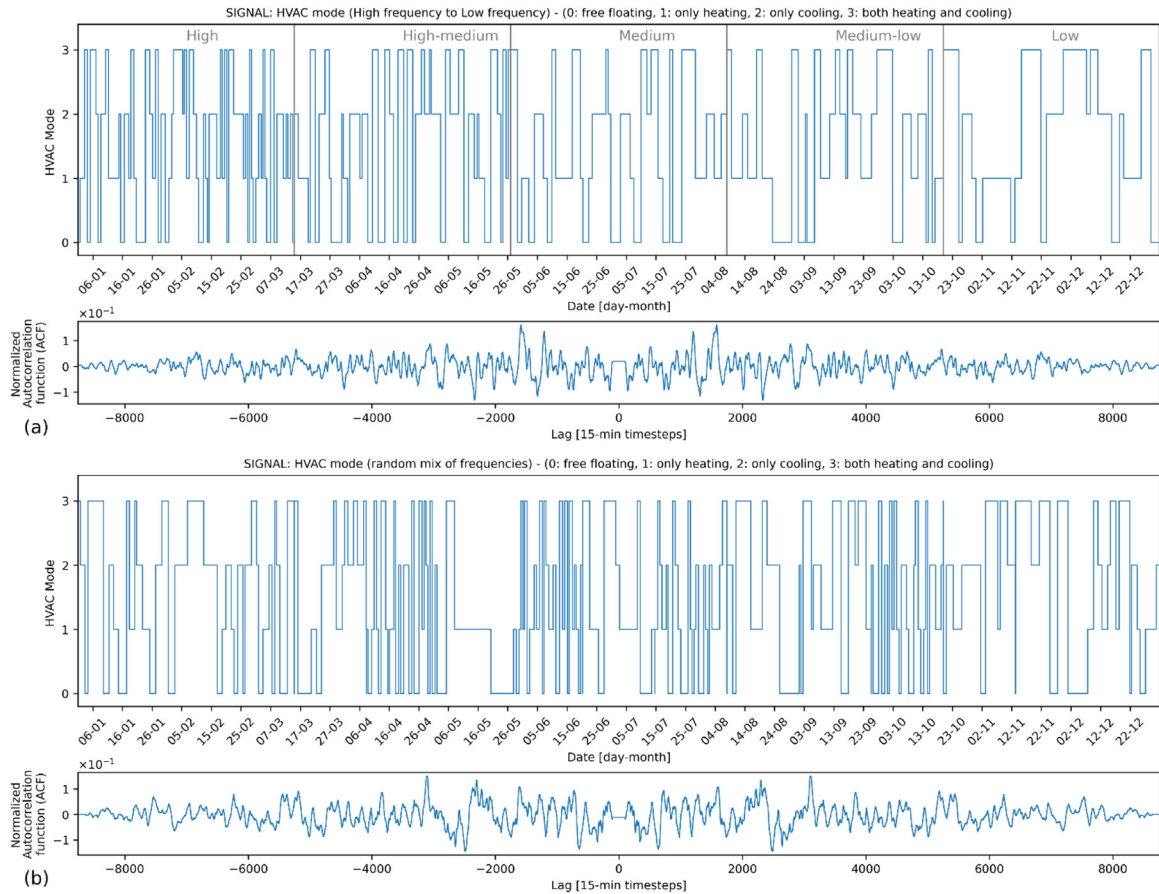 SIGNAL: HVAC mode (High frequency to Low frequency) - (0: free floating, 1: only heating, 2: only cooling, 3: both heating and cooling)
High High-medium Medium Medium-low Low
3
2
1
0
HVAC Mode
06-01 16-01 26-01 05-02 15-02 25-02 07-03 17-03 27-03 06-04 16-04 26-04 06-05 16-05 26-05 05-06 15-06 25-06 05-07 15-07 25-07 04-08 14-08 24-08 03-09 13-09 23-09 03-10 13-10 23-10 02-11 12-11 22-11 02-12 12-12 22-12
Date [day-month]
×10⁻¹
1
0
−1
Normalized
Autocorrelation
function (ACF)
−8000 −6000 −4000 −2000 0 2000 4000 6000 8000
Lag [15-min timesteps]
(a)
SIGNAL: HVAC mode (random mix of frequencies) - (0: free floating, 1: only heating, 2: only cooling, 3: both heating and cooling)
3
2
1
0
HVAC Mode
06-01 16-01 26-01 05-02 15-02 25-02 07-03 17-03 27-03 06-04 16-04 26-04 06-05 16-05 26-05 05-06 15-06 25-06 05-07 15-07 25-07 04-08 14-08 24-08 03-09 13-09 23-09 03-10 13-10 23-10 02-11 12-11 22-11 02-12 12-12 22-12
Date [day-month]
×10⁻¹
1
0
−1
Normalized
Autocorrelation
function (ACF)
−8000 −6000 −4000 −2000 0 2000 4000 6000 8000
Lag [15-min timesteps]
(b)